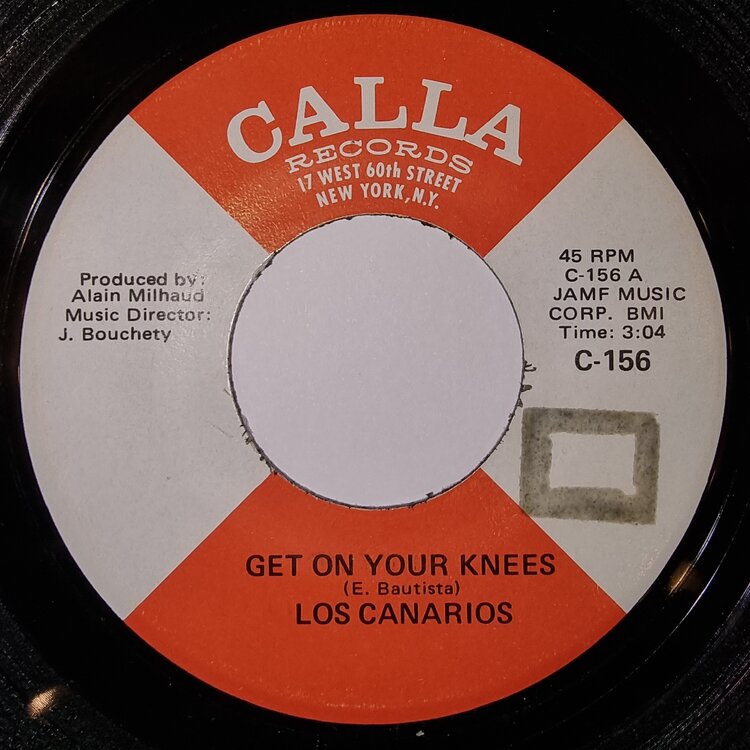 CALLA
RECORDS
17 WEST 60th STREET
NEW YORK, N.Y.
Produced by:
Alain Milhaud
Music Director:
J. Bouchety
45 RPM
C-156 A
JAMF MUSIC
CORP. BMI
Time: 3:04
C-156
GET ON YOUR KNEES
(E. Bautista)
LOS CANARIOS